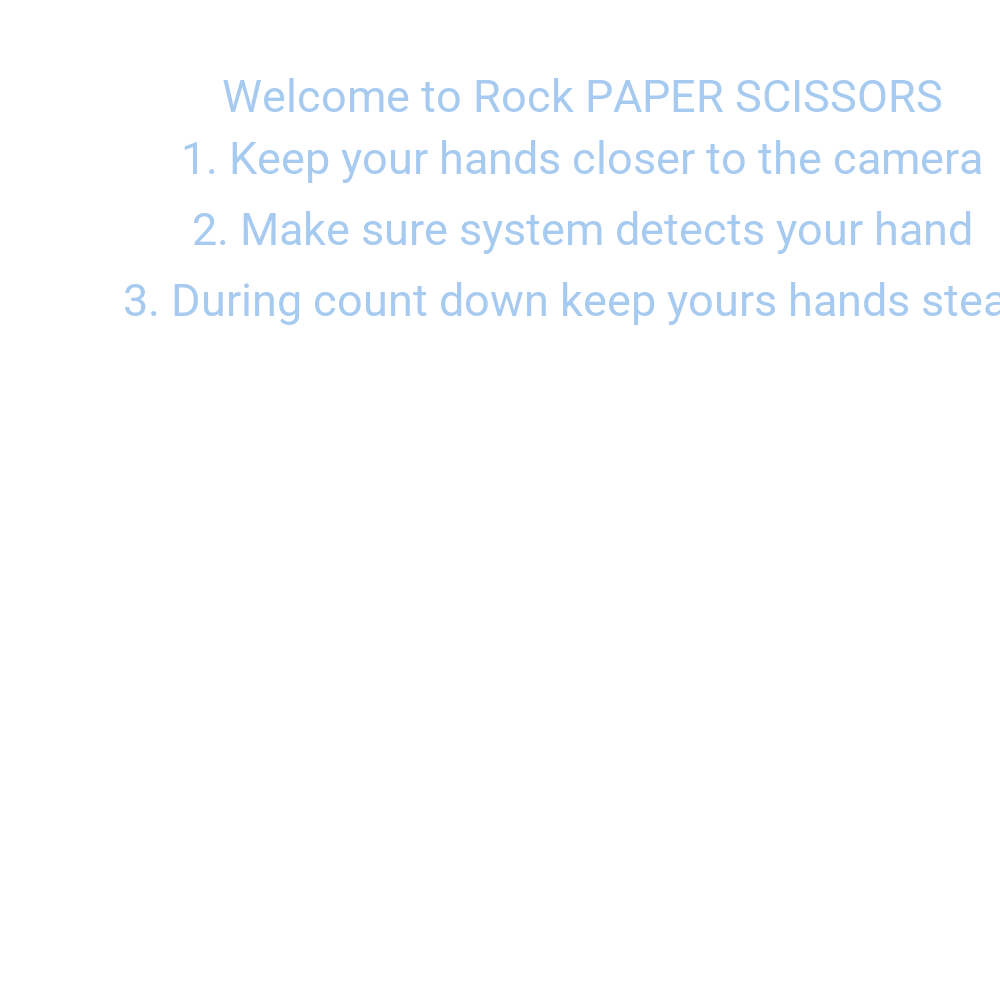 Welcome to Rock PAPER SCISSORS
1. Keep your hands closer to the camera
2. Make sure system detects your hand
3. During count down keep yours hands